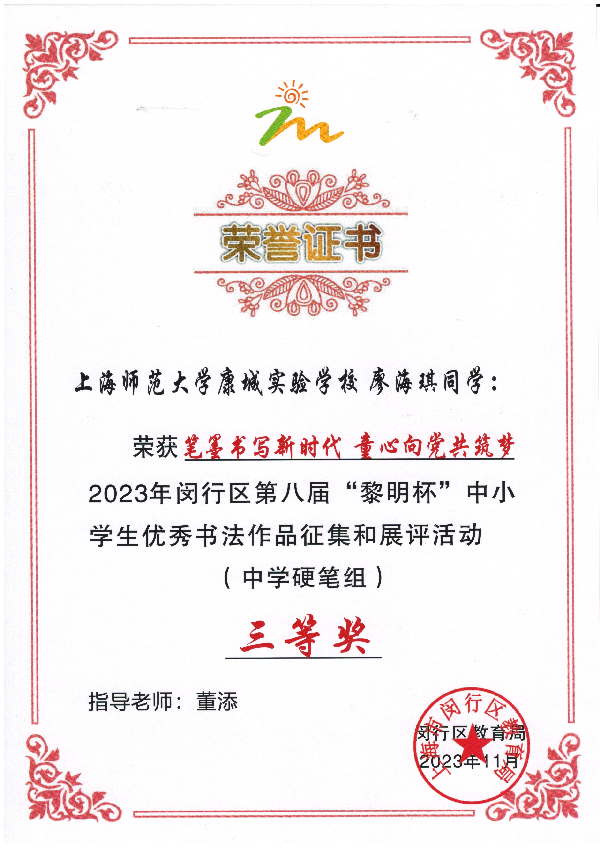 荣誉证书
上海师范大学康城实验学校 廖海琪同学：
荣获 笔墨书写新时代 童心向党共筑梦
2023年闵行区第八届“黎明杯”中小
学生优秀书法作品征集和展评活动
（中学硬笔组）
三等奖
指导老师：董添
上海市闵行区教育局
闵行区教育局
2023年11月